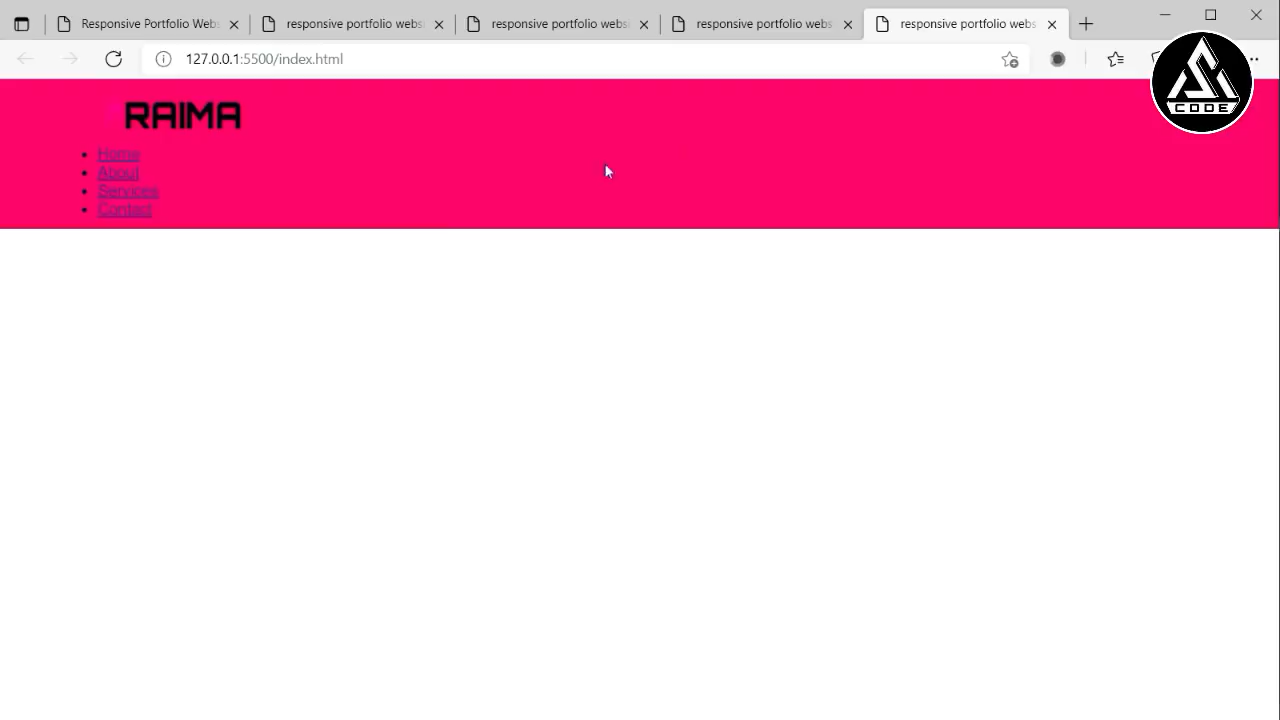 Responsive Portfolio Webs
responsive portfolio webs
responsive portfolio webs
responsive portfolio webs
responsive portfolio webs
127.0.0.1:5500/index.html
CODE
RAIMA
Home
About
Services
Contact